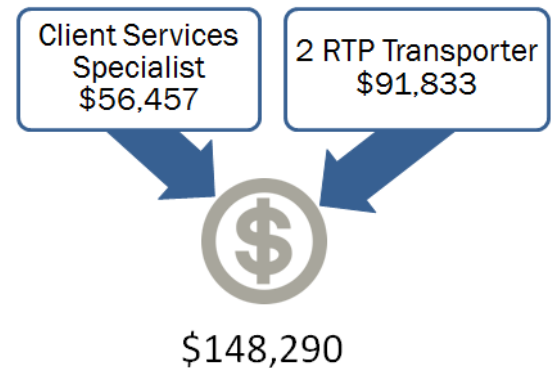 Client Services
Specialist
$56,457
2 RTP Transporter
$91,833
$
$148,290